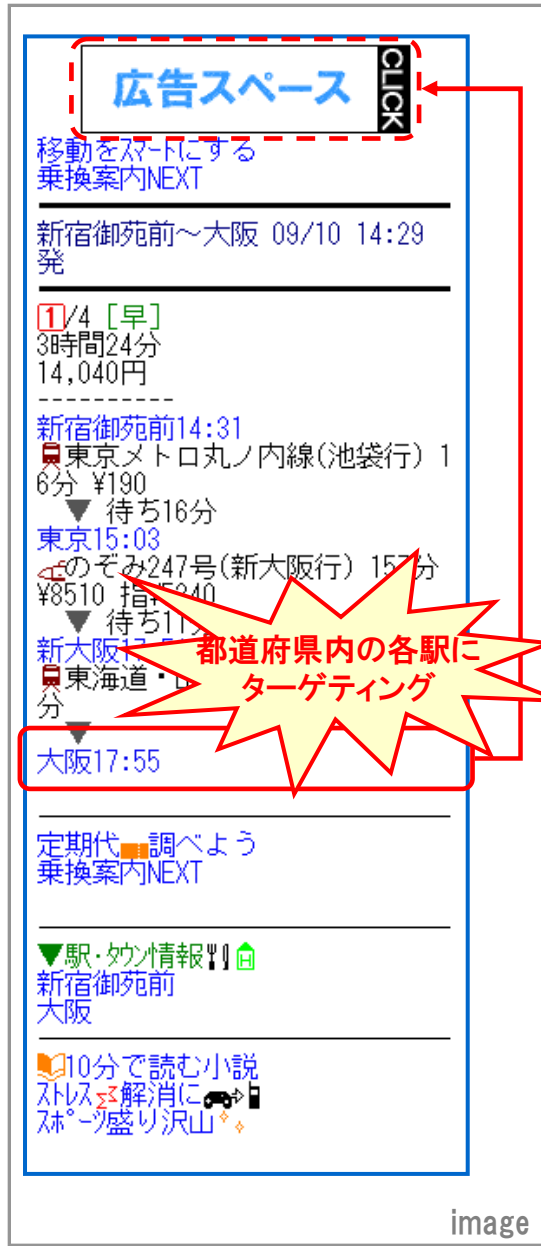 広告スペース
CLICK
移動をスマートにする
乗換案内NEXT
新宿御苑前～大阪 09/10 14:29
発
1/4 [早]
3時間24分
14,040円
----------
新宿御苑前14:31
東京メトロ丸ノ内線(池袋行) 1
6分 ¥190
▼ 待ち16分
東京15:03
のぞみ247号(新大阪行) 157分
¥8510 指
▼ 待ち11
新大阪
都道府県内の各駅に
東海道・
ターゲティング
分
▼
大阪17:55
定期代 調べよう
乗換案内NEXT
▼駅・タウン情報
新宿御苑前
大阪
10分で読む小説
ストレス 解消に
スポーツ盛り沢山
image